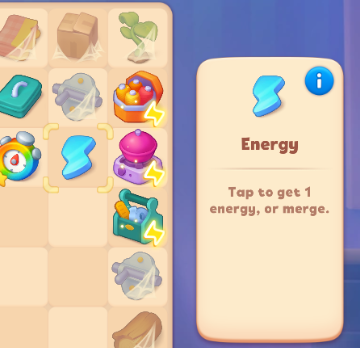 i
Energy
Tap to get 1
energy, or merge.